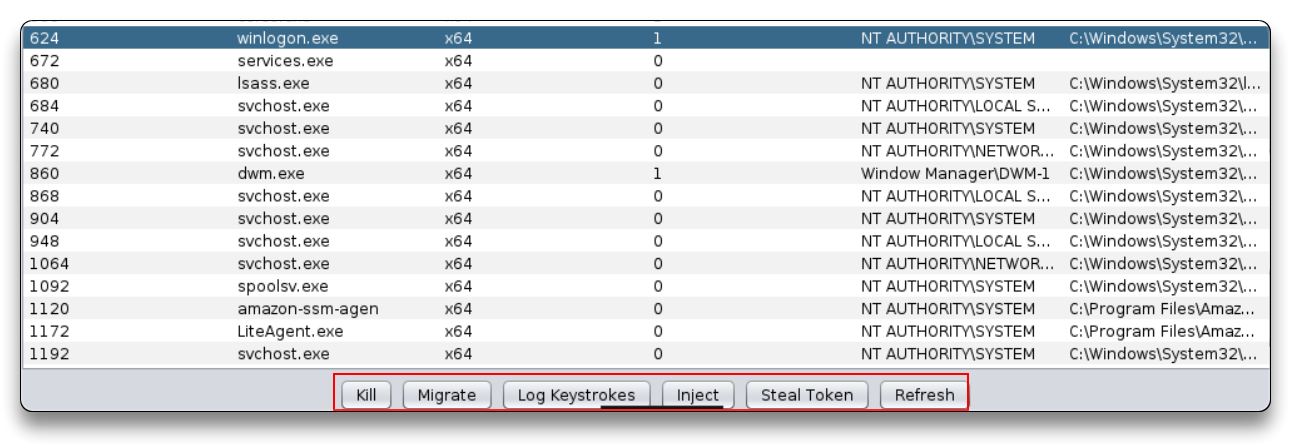 624 winlogon.exe x64 1 NT AUTHORITY\SYSTEM C:\Windows\System32\...
672 services.exe x64 0
680 lsass.exe x64 0 NT AUTHORITY\SYSTEM C:\Windows\System32\l...
684 svchost.exe x64 0 NT AUTHORITY\LOCAL S... C:\Windows\System32\...
740 svchost.exe x64 0 NT AUTHORITY\SYSTEM C:\Windows\System32\...
772 svchost.exe x64 0 NT AUTHORITY\NETWOR... C:\Windows\System32\...
860 dwm.exe x64 1 Window Manager\DWM-1 C:\Windows\System32\...
868 svchost.exe x64 0 NT AUTHORITY\LOCAL S... C:\Windows\System32\...
904 svchost.exe x64 0 NT AUTHORITY\SYSTEM C:\Windows\System32\...
948 svchost.exe x64 0 NT AUTHORITY\LOCAL S... C:\Windows\System32\...
1064 svchost.exe x64 0 NT AUTHORITY\NETWOR... C:\Windows\System32\...
1092 spoolsv.exe x64 0 NT AUTHORITY\SYSTEM C:\Windows\System32\...
1120 amazon-ssm-agen x64 0 NT AUTHORITY\SYSTEM C:\Program Files\Amaz...
1172 LiteAgent.exe x64 0 NT AUTHORITY\SYSTEM C:\Program Files\Amaz...
1192 svchost.exe x64 0 NT AUTHORITY\SYSTEM C:\Windows\System32\...
Kill Migrate Log Keystrokes Inject Steal Token Refresh